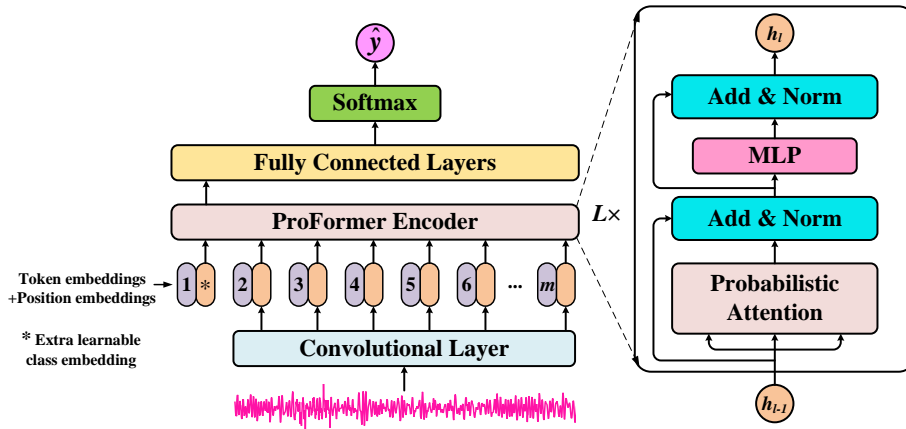 ŷ
Softmax
Fully Connected Layers
ProFormer Encoder
Token embeddings
+Position embeddings
1 * 2 3 4 5 6 ... m
* Extra learnable
class embedding
Convolutional Layer
L×
h_l
Add & Norm
MLP
Add & Norm
Probabilistic
Attention
h_{l-1}